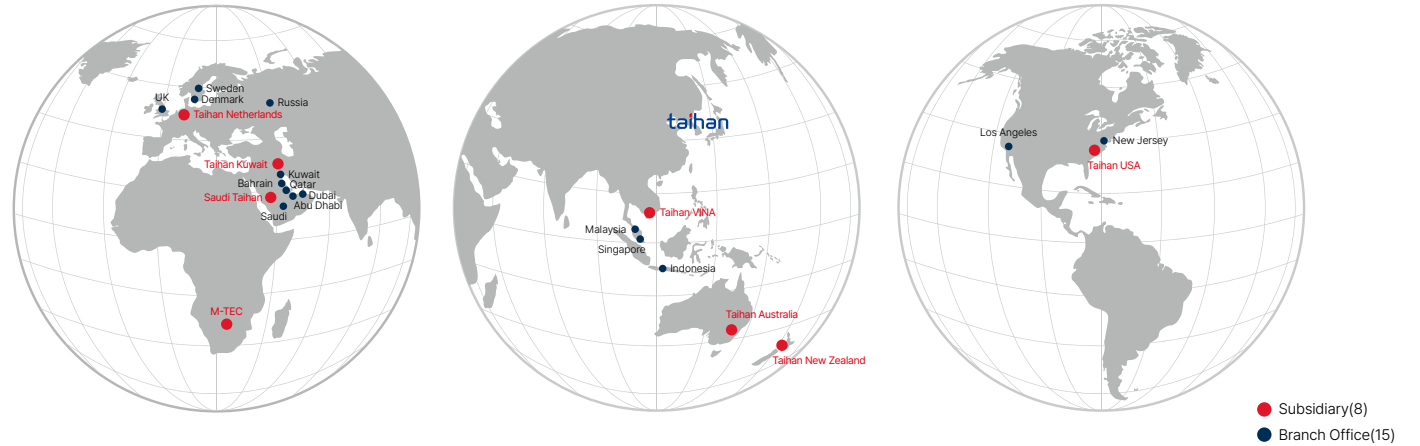 UK
Sweden
Denmark
Russia
Taihan Netherlands
Taihan Kuwait
Kuwait
Bahrain
Qatar
Saudi Taihan
Dubai
Abu Dhabi
Saudi
M-TEC
taihan
Taihan VINA
Malaysia
Singapore
Indonesia
Taihan Australia
Taihan New Zealand
Los Angeles
New Jersey
Taihan USA
Subsidiary(8)
Branch Office(15)